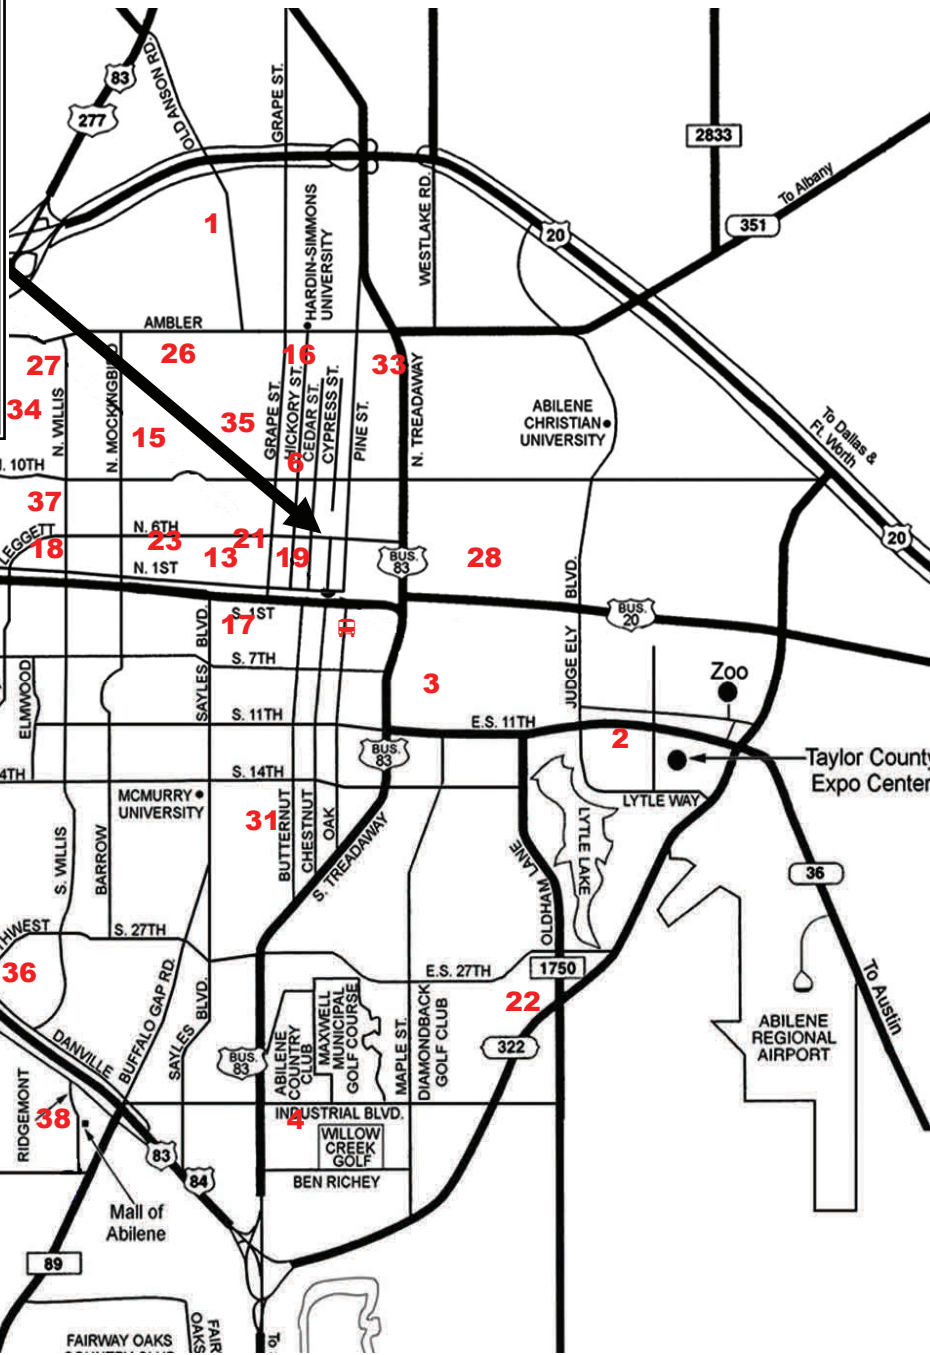 83
277
OLD ANSON RD.
GRAPE ST.
2833
To Albany
351
WESTLAKE RD.
20
1
HARDIN-SIMMONS
UNIVERSITY
AMBLER
27
26
16
33
34
N. WILLIS
N. MOCKINGBIRD
15
35
GRAPE ST.
HICKORY ST.
CEDAR ST.
CYPRESS ST.
PINE ST.
N. TREADAWAY
ABILENE
CHRISTIAN
UNIVERSITY
To Dallas &
Ft. Worth
6
N. 10TH
37
LEGGETT
18
N. 6TH
23
21
13
19
N. 1ST
BUS.
83
28
20
JUDGE ELY BLVD.
BUS.
20
S. 1ST
17
SAYLES BLVD.
S. 7TH
ELMWOOD
3
Zoo
S. 11TH
E.S. 11TH
2
BUS.
83
Taylor County
Expo Center
4TH
S. 14TH
MCMURRY
UNIVERSITY
31
BUTTERNUT
CHESTNUT
OAK
S. TREADAWAY
LYTLE WAY
LYTLE LAKE
OLDHAM LANE
36
S. WILLIS
BARROW
THWEST
S. 27TH
36
E.S. 27TH
1750
22
To Austin
BUFFALO GAP RD.
SAYLES BLVD.
DANVILLE
BUS.
83
ABILENE
COUNTRY
CLUB
MAXWELL
MUNICIPAL
GOLF COURSE
MAPLE ST.
DIAMONDBACK
GOLF CLUB
322
ABILENE
REGIONAL
AIRPORT
RIDGEMONT
38
4
INDUSTRIAL BLVD.
WILLOW
CREEK
GOLF
BEN RICHEY
83
84
Mall of
Abilene
89
FAIRWAY OAKS
COUNTRY CLUB
FAIR
OAKS
To